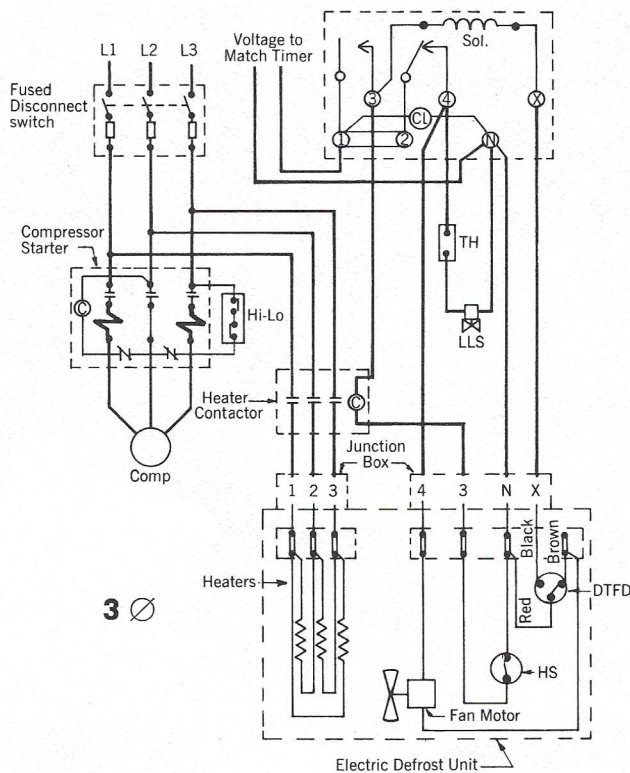 L1 L2 L3
Voltage to
Match Timer
Sol.
Fused
Disconnect
switch
3
4
X
CL
1
2
N
TH
Compressor
Starter
C
Hi-Lo
LLS
Heater
Contactor
C
Junction
Box
Comp
1 2 3
4 3 N X
Black
Brown
Heaters
DTFD
Red
3 ∅
HS
Fan Motor
Electric Defrost Unit